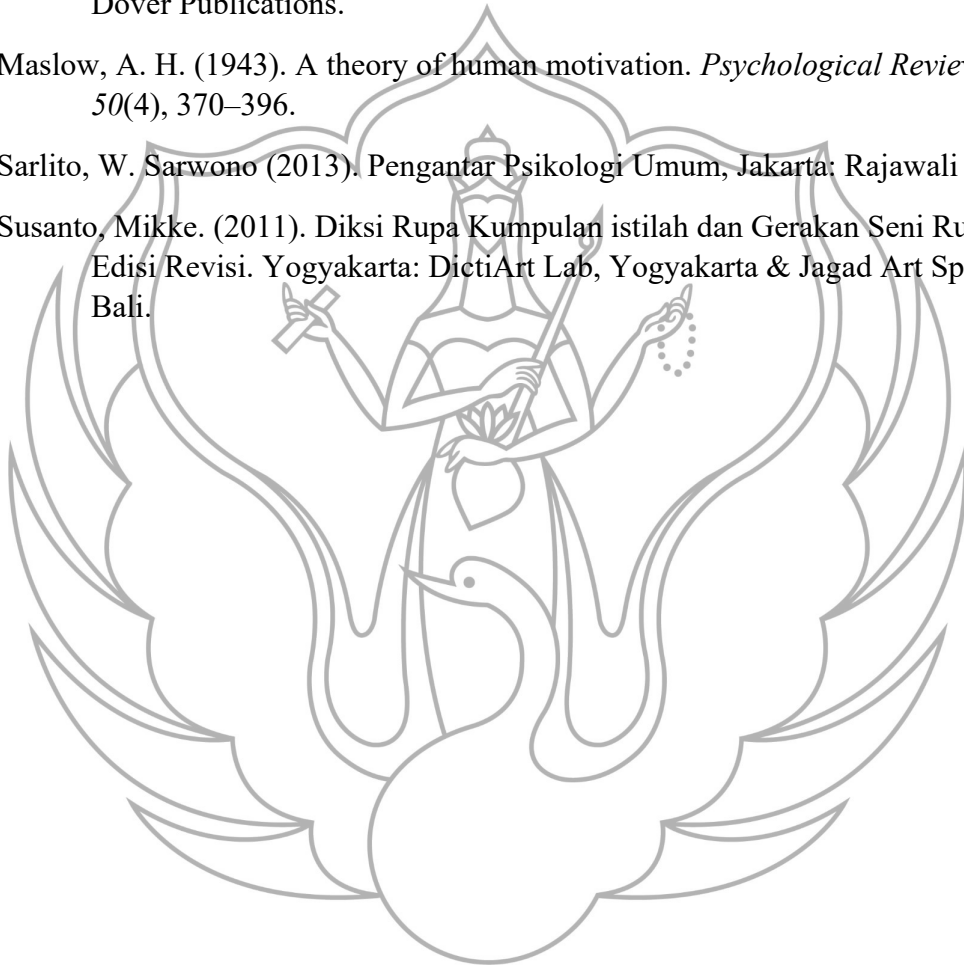 Dover Publications.
Maslow, A. H. (1943). A theory of human motivation. Psychological Revie
50(4), 370–396.
Sarlito, W. Sarwono (2013). Pengantar Psikologi Umum, Jakarta: Rajawali
Susanto, Mikke. (2011). Diksi Rupa Kumpulan istilah dan Gerakan Seni Ru
Edisi Revisi. Yogyakarta: DictiArt Lab, Yogyakarta & Jagad Art Sp
Bali.